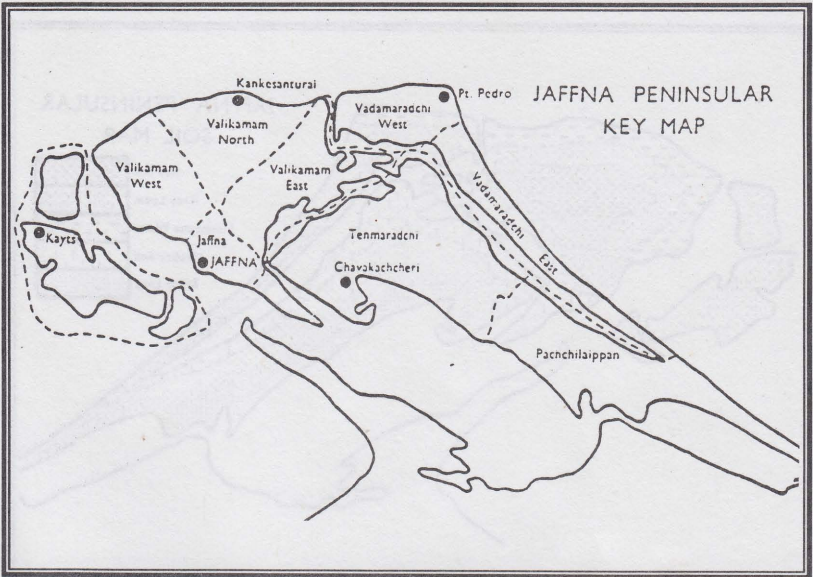 JAFFNA PENINSULAR
KEY MAP
Kankesanturai
Pt. Pedro
Vadamaradchi
West
Valikamam
North
Valikamam
West
Valikamam
East
Vadamaradchi East
Kayts
Jaffna
JAFFNA
Tenmaradchi
Chavakachcheri
Pachchilaippan